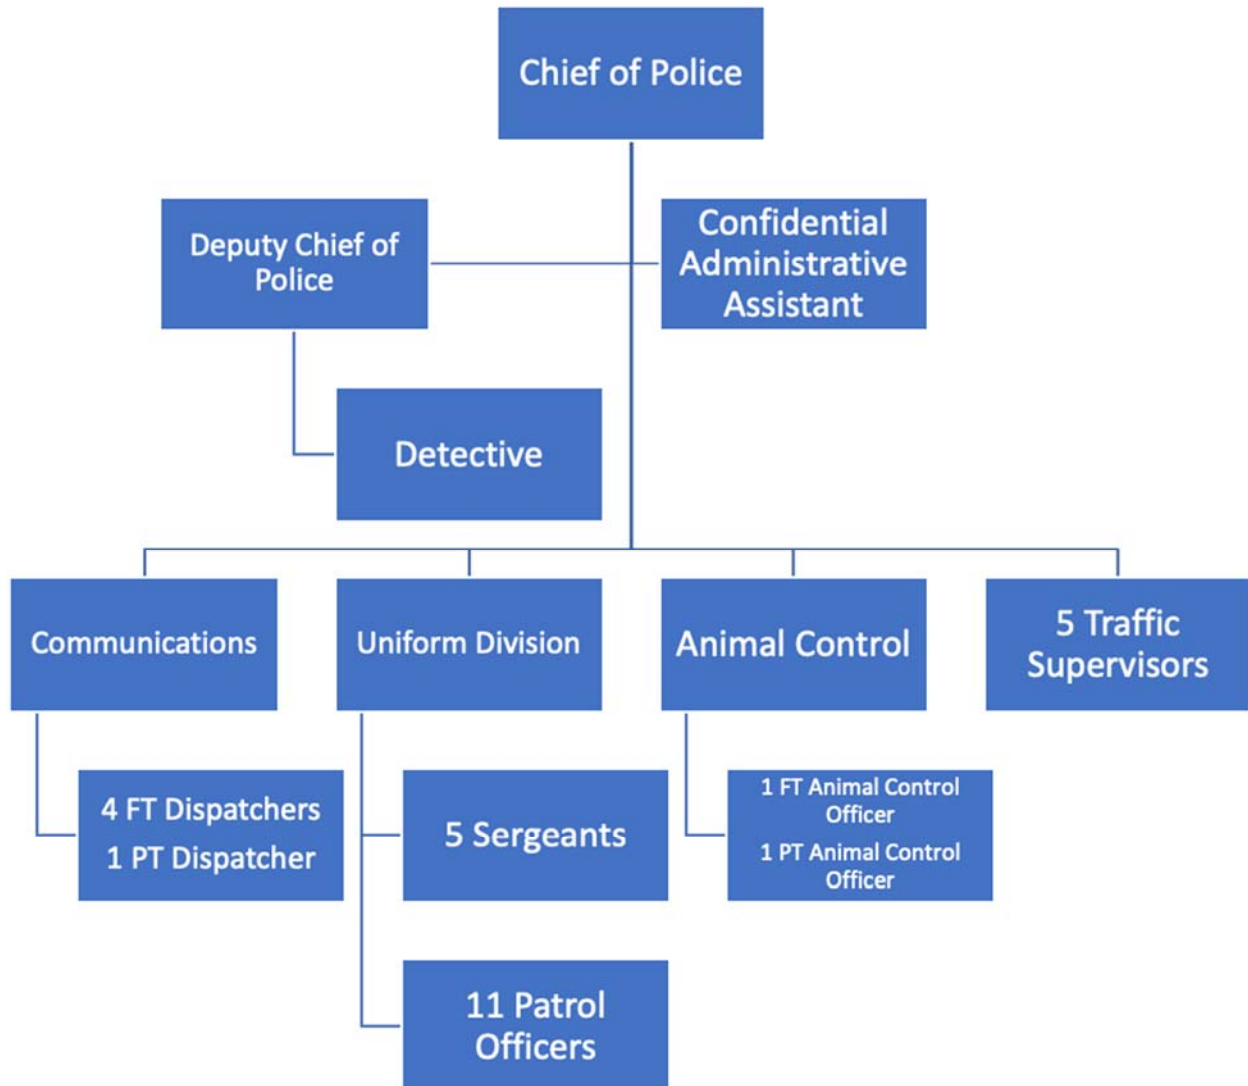 Chief of Police
Deputy Chief of
Police
Confidential
Administrative
Assistant
Detective
Communications
Uniform Division
Animal Control
5 Traffic
Supervisors
4 FT Dispatchers
1 PT Dispatcher
5 Sergeants
1 FT Animal Control
Officer
1 PT Animal Control
Officer
11 Patrol
Officers